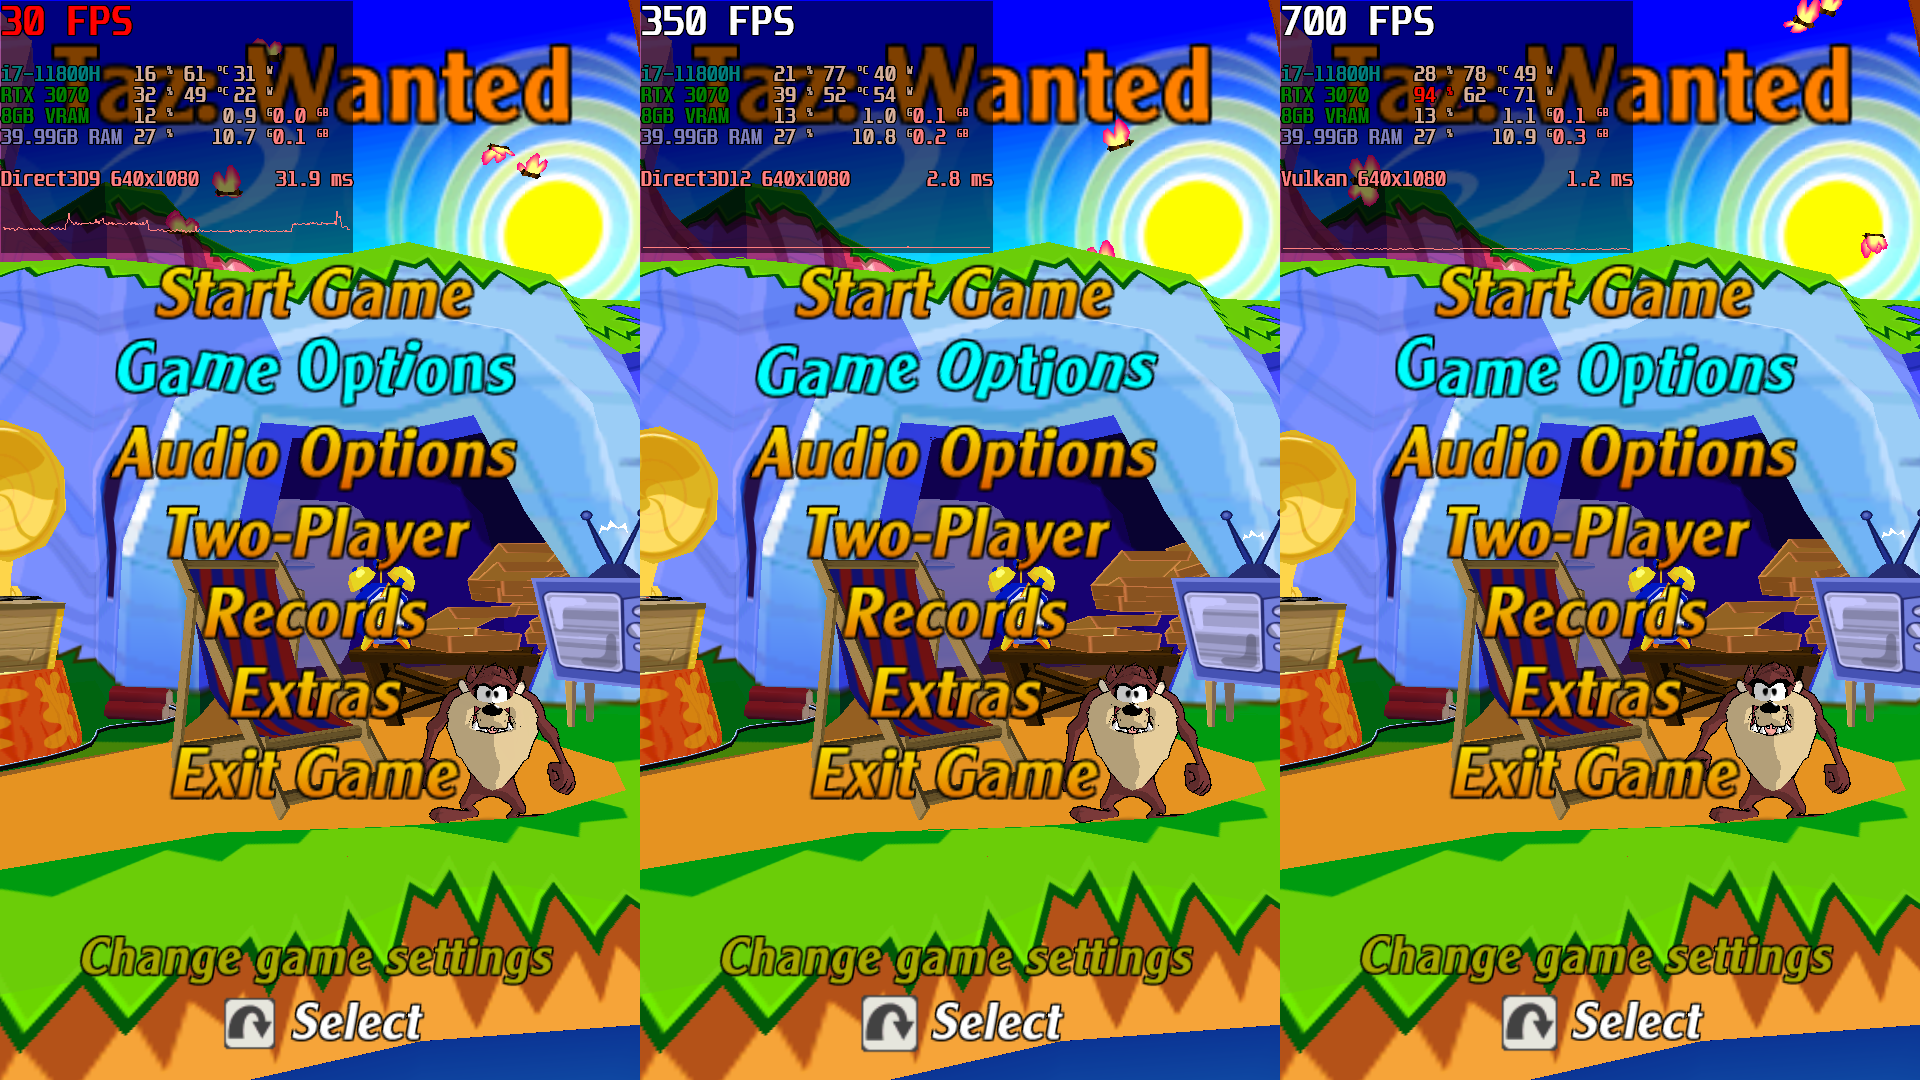 30 FPS
Taz: Wanted
i7-11800H 16 % 61 °C 31 W
RTX 3070 32 % 49 °C 22 W
8GB VRAM 12 % 0.9 GB 0.0 GB
39.99GB RAM 27 % 10.7 GB 0.1 GB
Direct3D9 640x1080 31.9 ms
Start Game
Game Options
Audio Options
Two-Player
Records
Extras
Exit Game
Change game settings
Select
350 FPS
Taz: Wanted
i7-11800H 21 % 77 °C 40 W
RTX 3070 39 % 52 °C 54 W
8GB VRAM 13 % 1.0 GB 0.1 GB
39.99GB RAM 27 % 10.8 GB 0.2 GB
Direct3D12 640x1080 2.8 ms
Start Game
Game Options
Audio Options
Two-Player
Records
Extras
Exit Game
Change game settings
Select
700 FPS
Taz: Wanted
i7-11800H 28 % 78 °C 49 W
RTX 3070 94 % 62 °C 71 W
8GB VRAM 13 % 1.1 GB 0.1 GB
39.99GB RAM 27 % 10.9 GB 0.3 GB
Vulkan 640x1080 1.2 ms
Start Game
Game Options
Audio Options
Two-Player
Records
Extras
Exit Game
Change game settings
Select